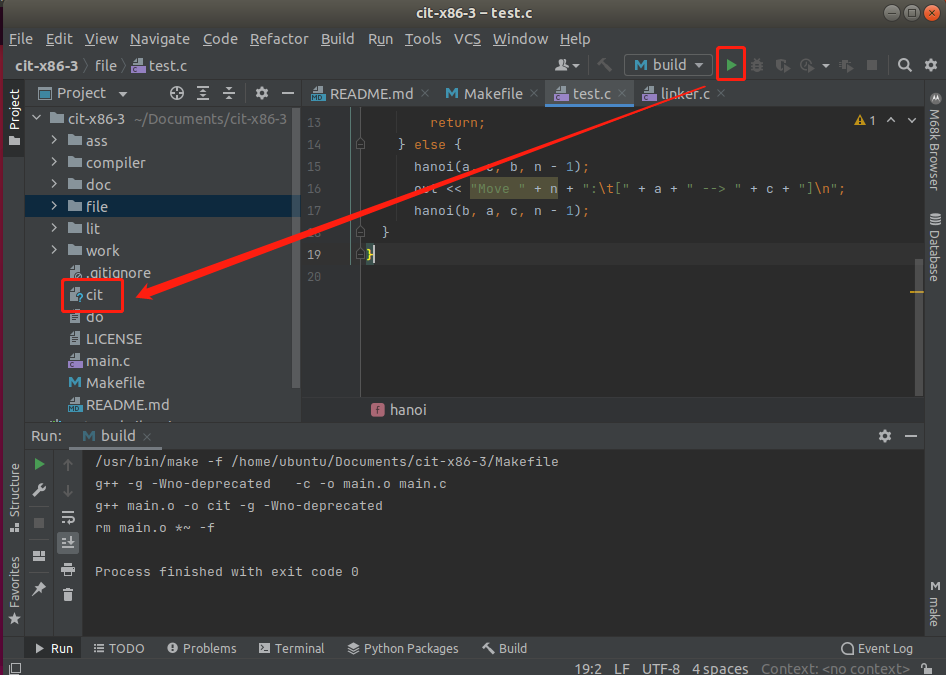 cit-x86-3 – test.c
File Edit View Navigate Code Refactor Build Run Tools VCS Window Help
cit-x86-3 file test.c
build
Project
README.md
Makefile
test.c
linker.c
Project
cit-x86-3 ~/Documents/cit-x86-3
ass
compiler
doc
file
lit
work
.gitignore
cit
do
LICENSE
main.c
Makefile
README.md
13 return;
14 } else {
15 hanoi(a, c, b, n - 1);
16 out << "Move " + n + ":\t[" + a + " --> " + c + "]\n";
17 hanoi(b, a, c, n - 1);
18 }
19 }
20
1
hanoi
M68k Browser
Database
make
Run: build
/usr/bin/make -f /home/ubuntu/Documents/cit-x86-3/Makefile
g++ -g -Wno-deprecated -c -o main.o main.c
g++ main.o -o cit -g -Wno-deprecated
rm main.o *~ -f
Process finished with exit code 0
Structure
Favorites
Run TODO Problems Terminal Python Packages Build Event Log
19:2 LF UTF-8 4 spaces Context: <no context>